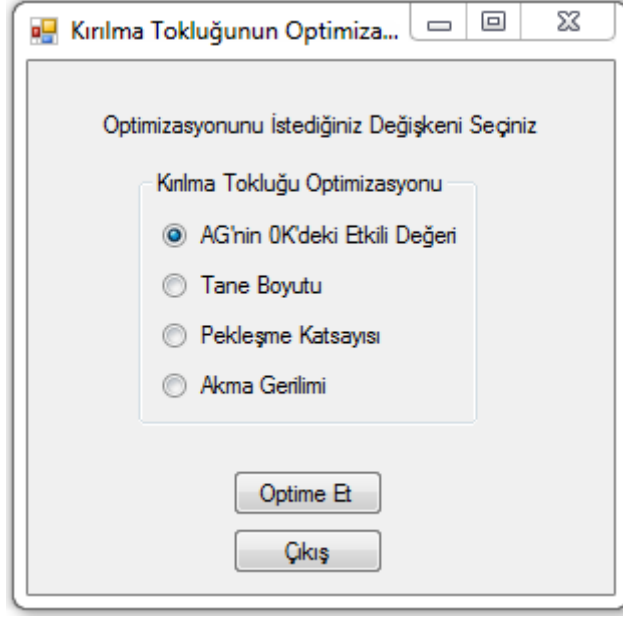 Kırılma Tokluğunun Optimiza...
Optimizasyonunu İstediğiniz Değişkeni Seçiniz
Kırılma Tokluğu Optimizasyonu
AG'nin 0K'deki Etkili Değeri
Tane Boyutu
Pekleşme Katsayısı
Akma Gerilimi
Optime Et
Çıkış